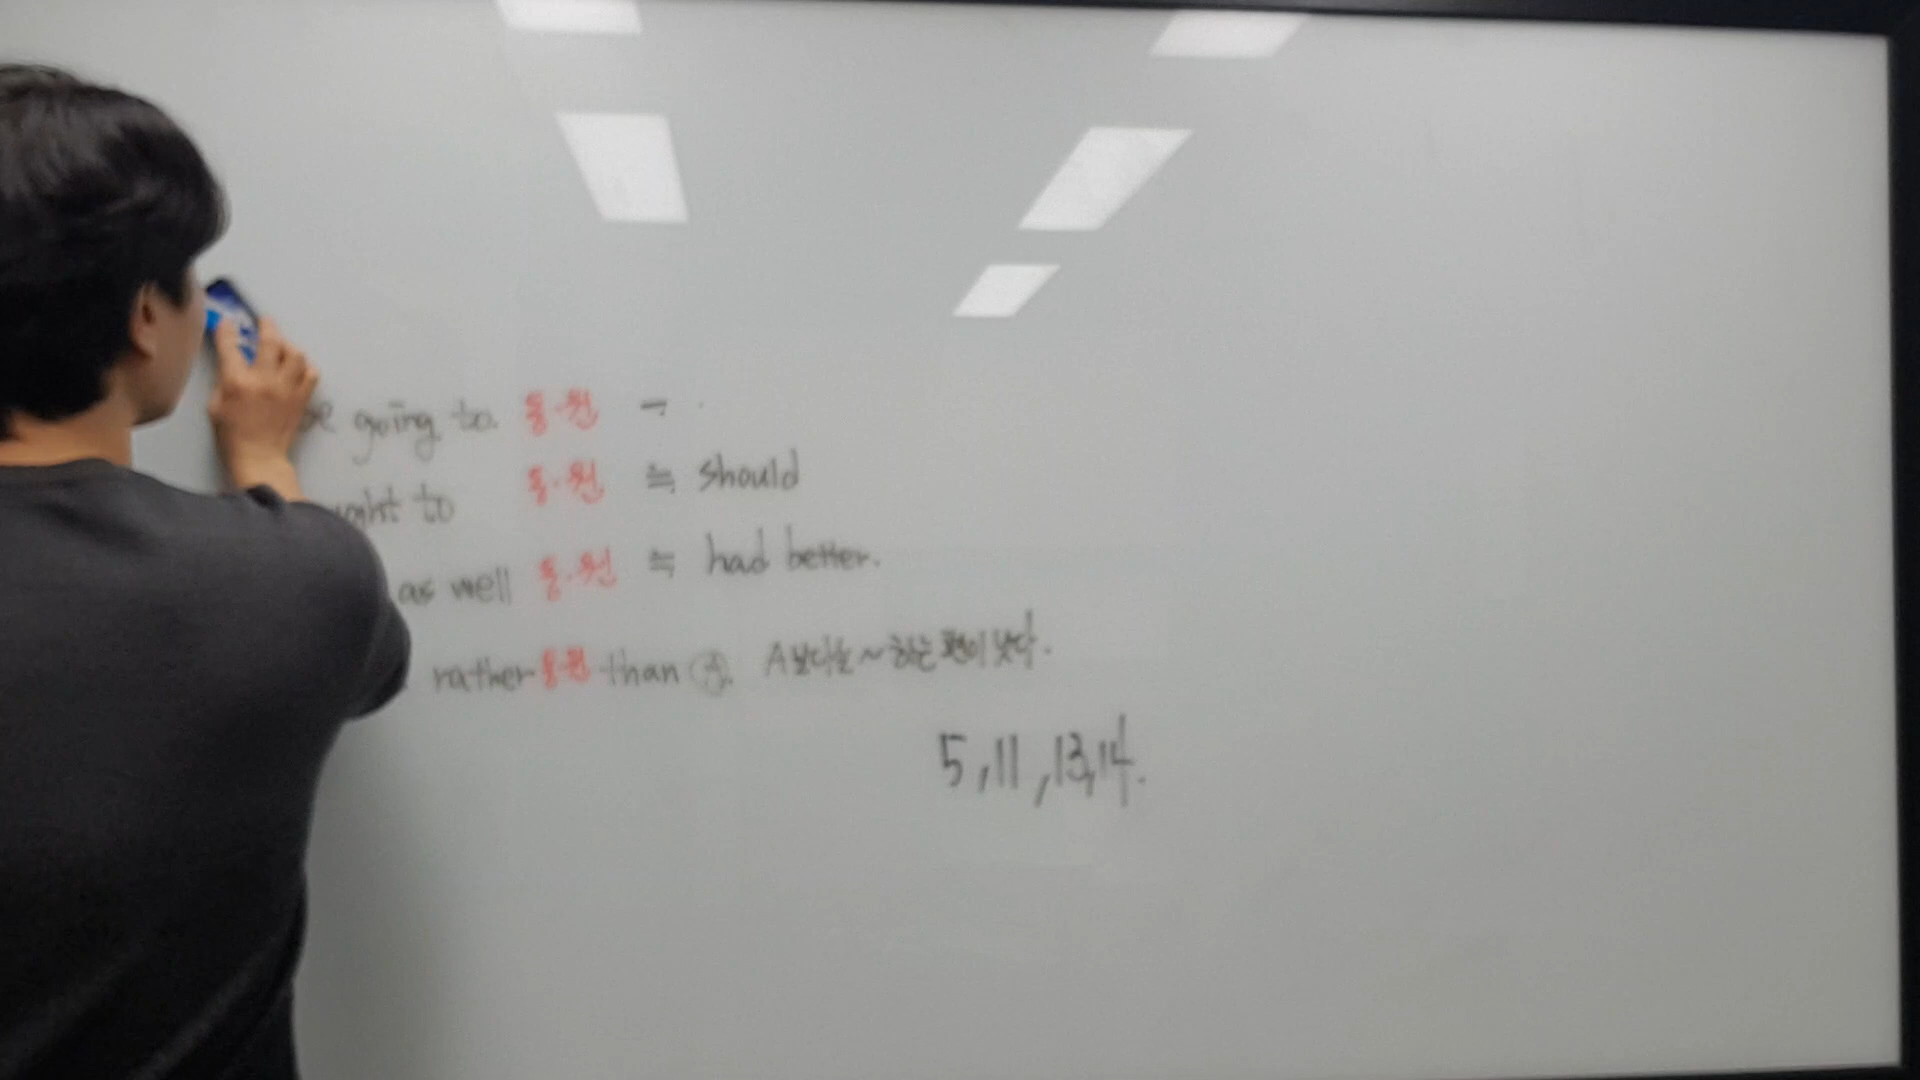 going to 동·원 →
ought to 동·원 ≒ should
as well 동·원 ≒ had better.
rather 동·원 than Ⓐ. A보다는 ~하는 편이 낫다.
5, 11, 13, 14.